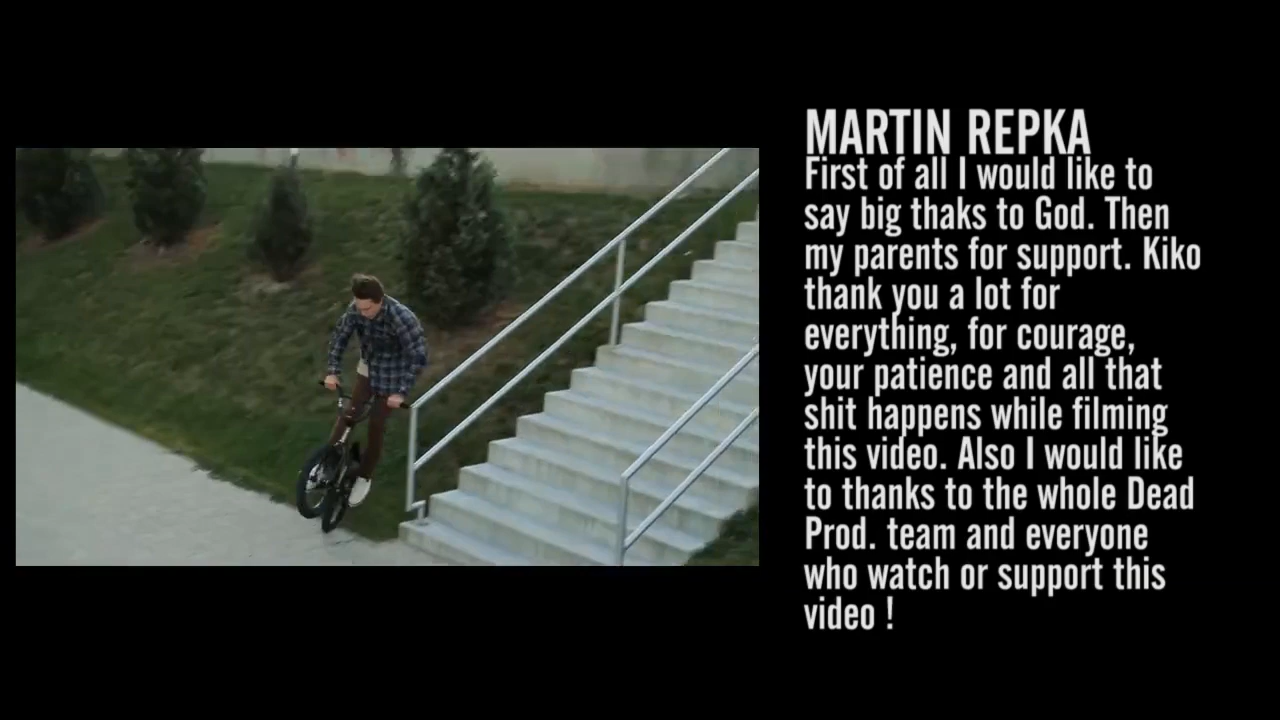 MARTIN REPKA
First of all I would like to
say big thaks to God. Then
my parents for support. Kiko
thank you a lot for
everything, for courage,
your patience and all that
shit happens while filming
this video. Also I would like
to thanks to the whole Dead
Prod. team and everyone
who watch or support this
video !